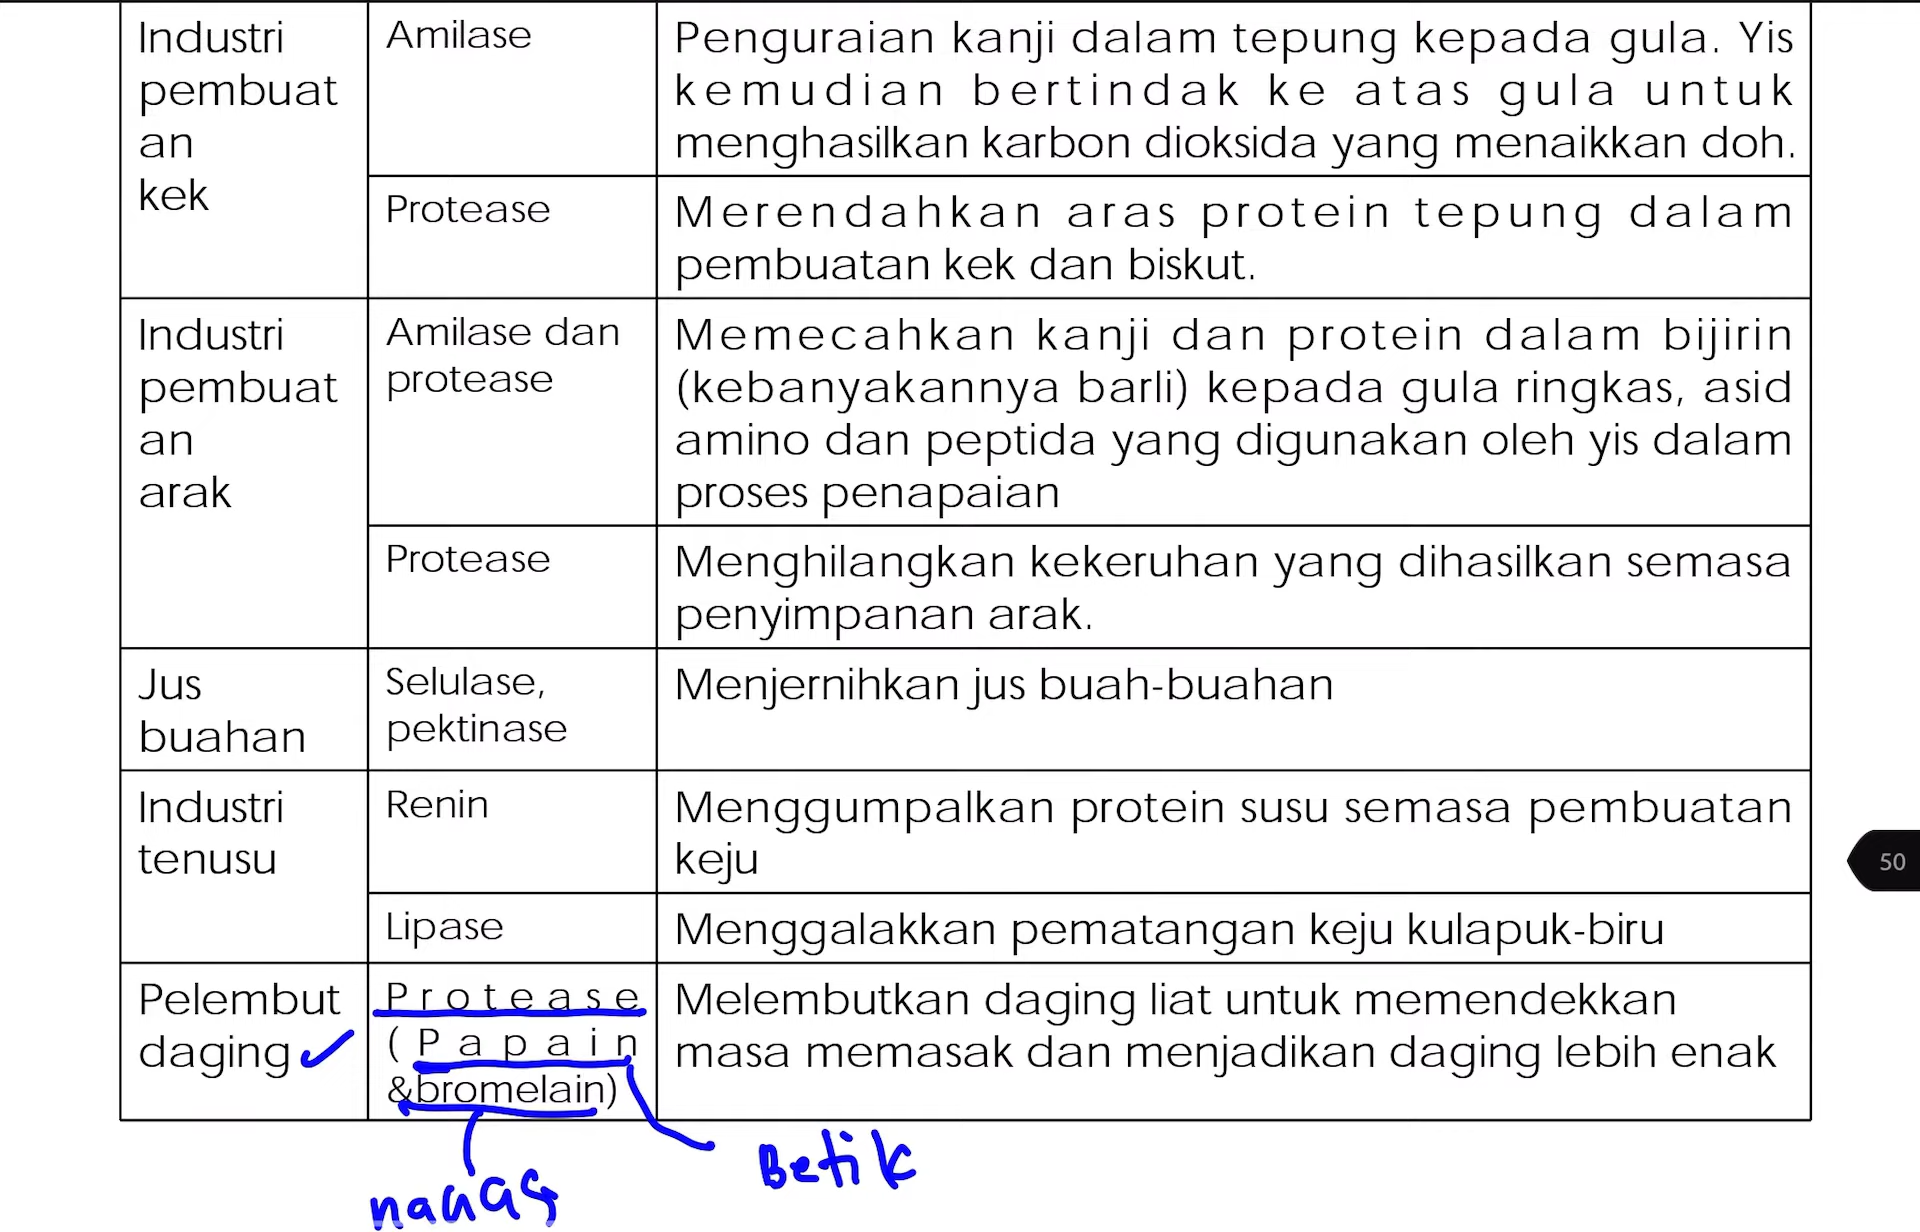 Industri
pembuat
an
kek
Amilase
Penguraian kanji dalam tepung kepada gula. Yis
kemudian bertindak ke atas gula untuk
menghasilkan karbon dioksida yang menaikkan doh.
Protease
Merendahkan aras protein tepung dalam
pembuatan kek dan biskut.
Industri
pembuat
an
arak
Amilase dan
protease
Memecahkan kanji dan protein dalam bijirin
(kebanyakannya barli) kepada gula ringkas, asid
amino dan peptida yang digunakan oleh yis dalam
proses penapaian
Protease
Menghilangkan kekeruhan yang dihasilkan semasa
penyimpanan arak.
Jus
buahan
Selulase,
pektinase
Menjernihkan jus buah-buahan
Industri
tenusu
Renin
Menggumpalkan protein susu semasa pembuatan
keju
Lipase
Menggalakkan pematangan keju kulapuk-biru
Pelembut
daging
Protease
(Papain
&bromelain)
Melembutkan daging liat untuk memendekkan
masa memasak dan menjadikan daging lebih enak
Betik
nanas
50